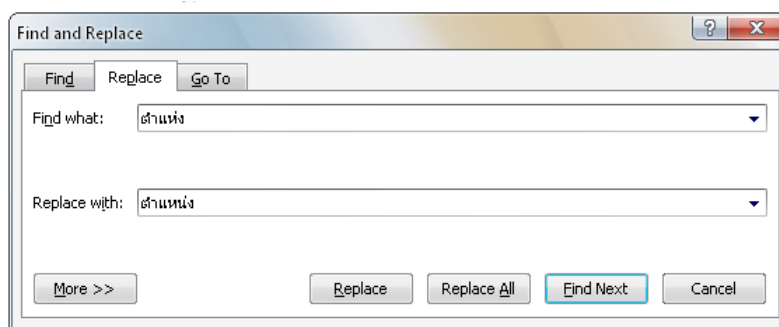 Find and Replace
Find Replace Go To
Find what: ตำแห่ง
Replace with: ตำแหน่ง
More >> Replace Replace All Find Next Cancel